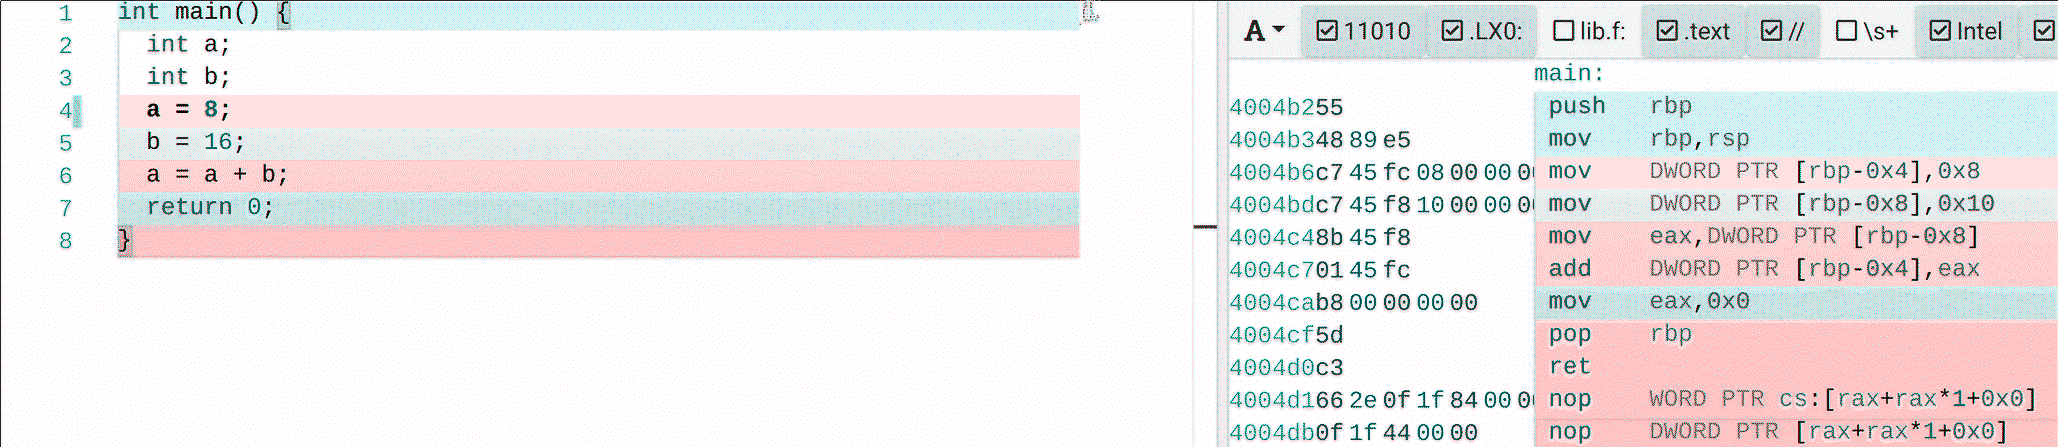 1 int main() {
2 int a;
3 int b;
4 a = 8;
5 b = 16;
6 a = a + b;
7 return 0;
8 }
A 11010 .LX0: lib.f: .text // \s+ Intel
main:
4004b2 55 push rbp
4004b3 48 89 e5 mov rbp,rsp
4004b6 c7 45 fc 08 00 00 0 mov DWORD PTR [rbp-0x4],0x8
4004bd c7 45 f8 10 00 00 0 mov DWORD PTR [rbp-0x8],0x10
4004c4 8b 45 f8 mov eax,DWORD PTR [rbp-0x8]
4004c7 01 45 fc add DWORD PTR [rbp-0x4],eax
4004ca b8 00 00 00 00 mov eax,0x0
4004cf 5d pop rbp
4004d0 c3 ret
4004d1 66 2e 0f 1f 84 00 0 nop WORD PTR cs:[rax+rax*1+0x0]
4004db 0f 1f 44 00 00 nop DWORD PTR [rax+rax*1+0x0]